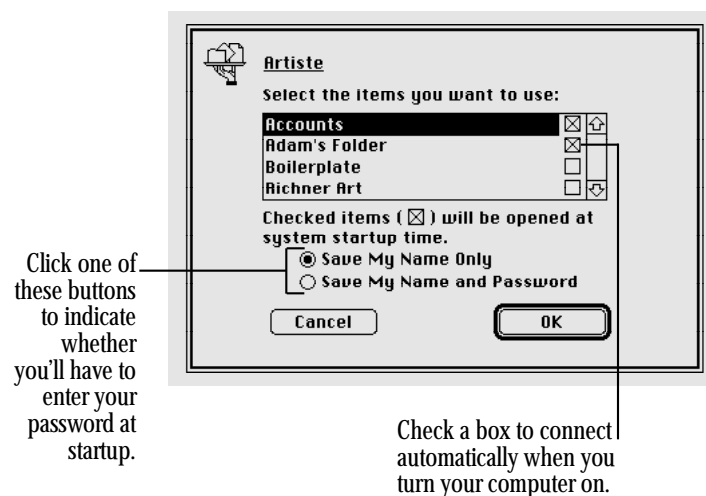 Artiste
Select the items you want to use:
Accounts
Adam's Folder
Boilerplate
Richner Art
Checked items ( ☒ ) will be opened at
system startup time.
Save My Name Only
Save My Name and Password
Cancel
OK
Click one of
these buttons
to indicate
whether
you'll have to
enter your
password at
startup.
Check a box to connect
automatically when you
turn your computer on.